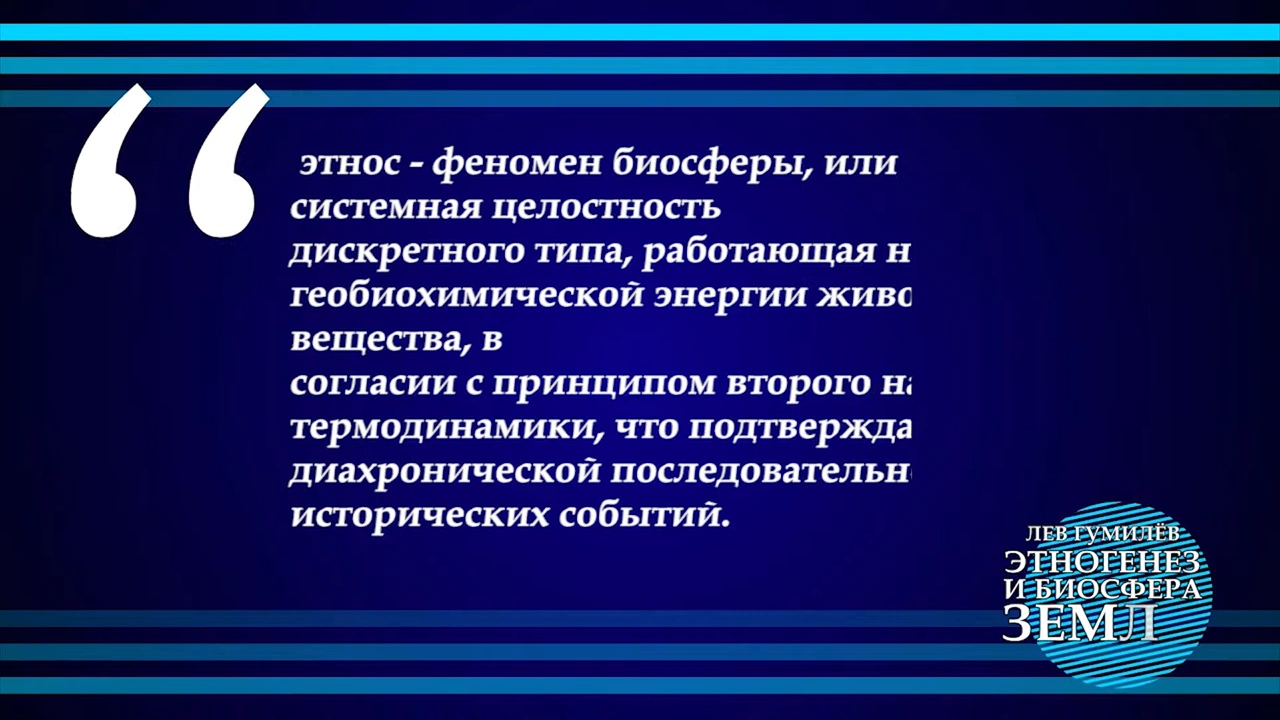 этнос - феномен биосферы, или
системная целостность
дискретного типа, работающая н
геобиохимической энергии живо
вещества, в
согласии с принципом второго на
термодинамики, что подтвержда
диахронической последовательн
исторических событий.
ЛЕВ ГУМИЛЁВ
ЭТНОГЕНЕЗ
И БИОСФЕРА
ЗЕМЛ